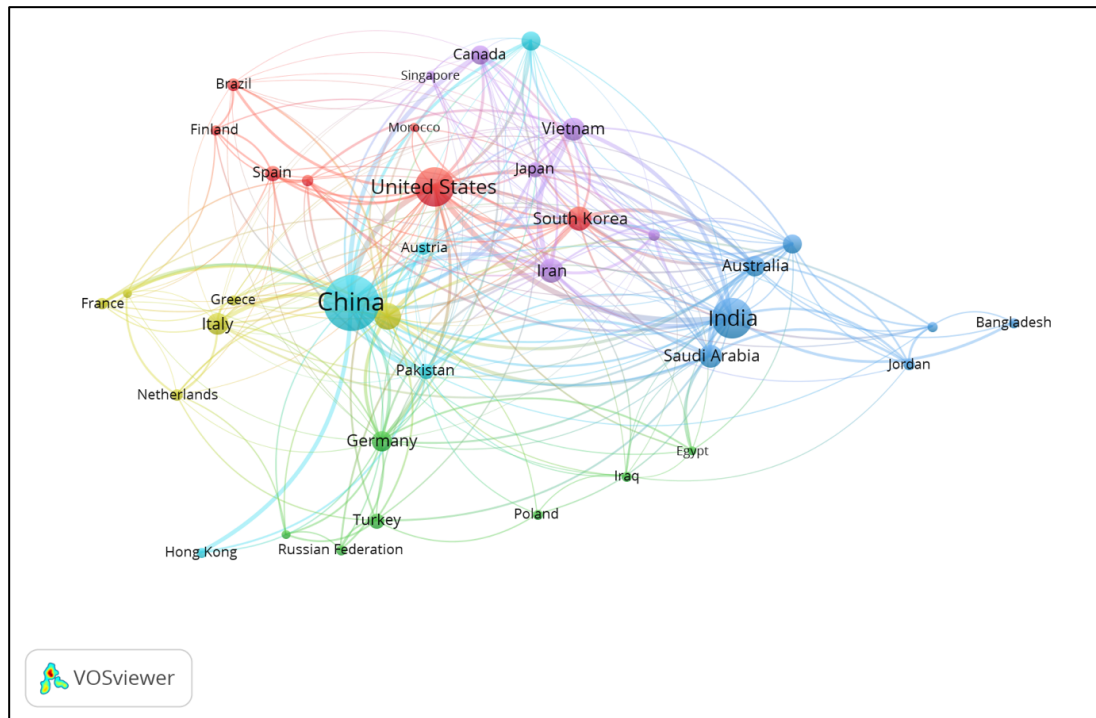 Canada
Singapore
Brazil
Finland
Morocco
Vietnam
Spain
Japan
United States
South Korea
Austria
Iran
Australia
France
Greece
China
Italy
India
Bangladesh
Saudi Arabia
Jordan
Pakistan
Netherlands
Germany
Egypt
Iraq
Poland
Turkey
Hong Kong
Russian Federation
VOSviewer